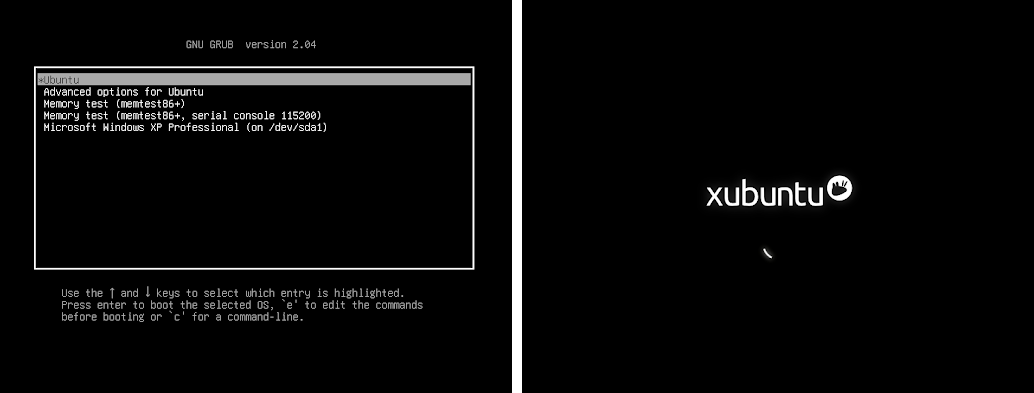 GNU GRUB  version 2.04
*Ubuntu
Advanced options for Ubuntu
Memory test (memtest86+)
Memory test (memtest86+, serial console 115200)
Microsoft Windows XP Professional (on /dev/sda1)
Use the ↑ and ↓ keys to select which entry is highlighted.
Press enter to boot the selected OS, `e' to edit the commands
before booting or `c' for a command-line.
xubuntu